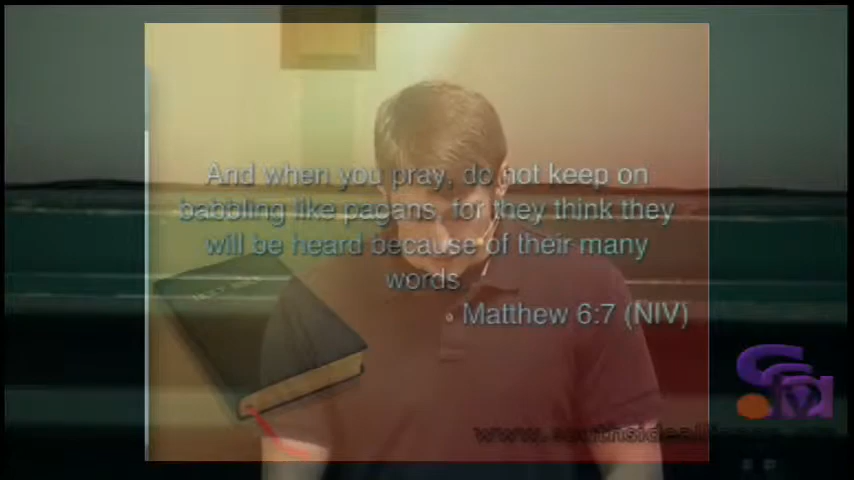 And when you pray, do not keep on
babbling like pagans, for they think they
will be heard because of their many
words
Matthew 6:7 (NIV)
HOLY